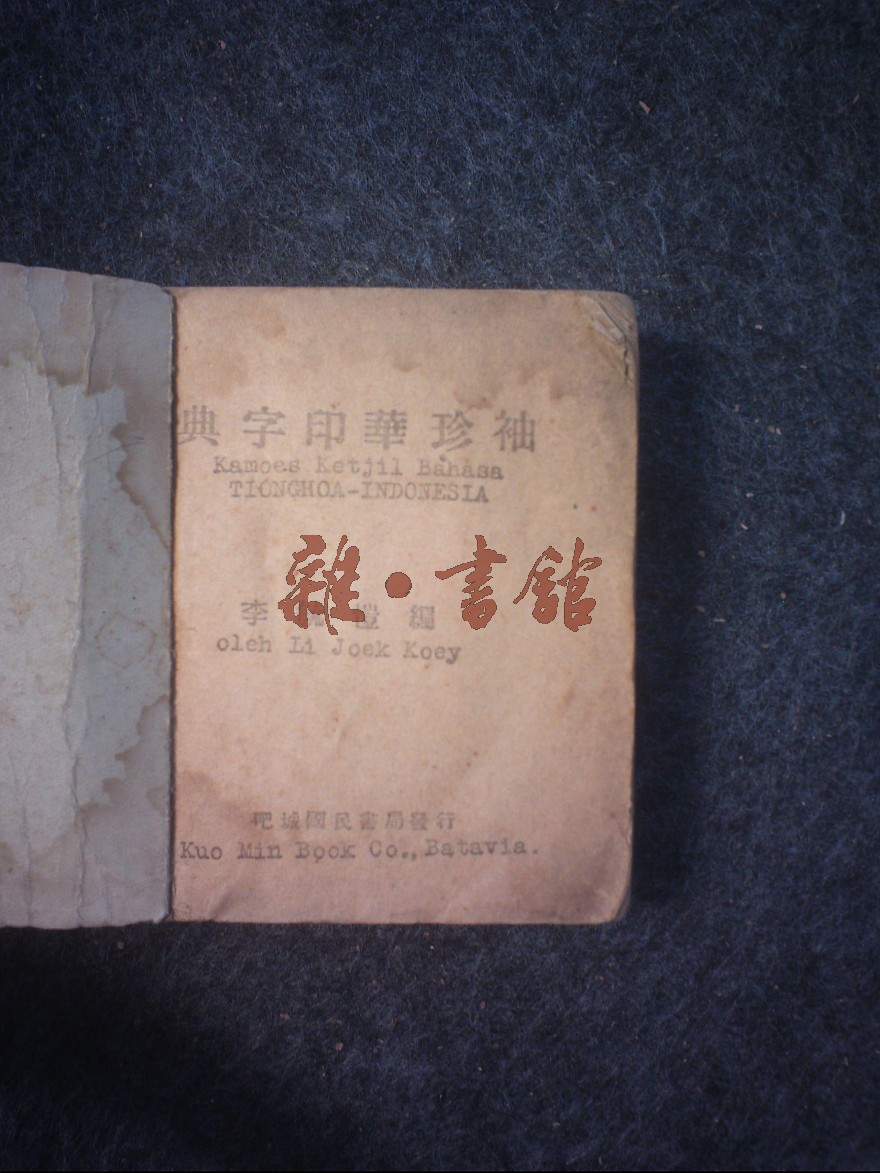 袖珍華印字典
Kamoes Ketjil Bahasa
TIONGHOA-INDONESIA
雜•書館
李 編
oleh Li Joek Koey
吧城國民書局發行
Kuo Min Book Co., Batavia.